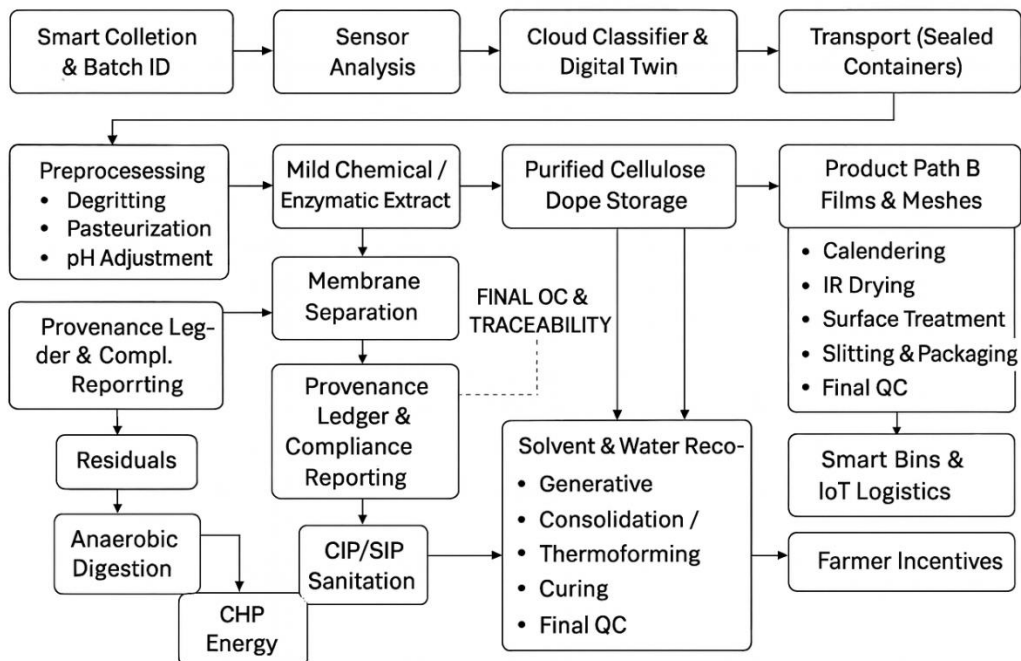 Smart Colletion
& Batch ID
Sensor
Analysis
Cloud Classifier &
Digital Twin
Transport (Sealed
Containers)
Preprocesessing
• Degritting
• Pasteurization
• pH Adjustment
Mild Chemical /
Enzymatic Extract
Purified Cellulose
Dope Storage
Product Path B
Films & Meshes
• Calendering
• IR Drying
• Surface Treatment
• Slitting & Packaging
• Final QC
Membrane
Separation
FINAL OC &
TRACEABILITY
Provenance Leg-
der & Compl.
Reporrting
Provenance
Ledger &
Compliance
Reporting
Residuals
Solvent & Water Reco-
• Generative
• Consolidation /
• Thermoforming
• Curing
• Final QC
Smart Bins &
IoT Logistics
Anaerobic
Digestion
CIP/SIP
Sanitation
Farmer Incentives
CHP
Energy